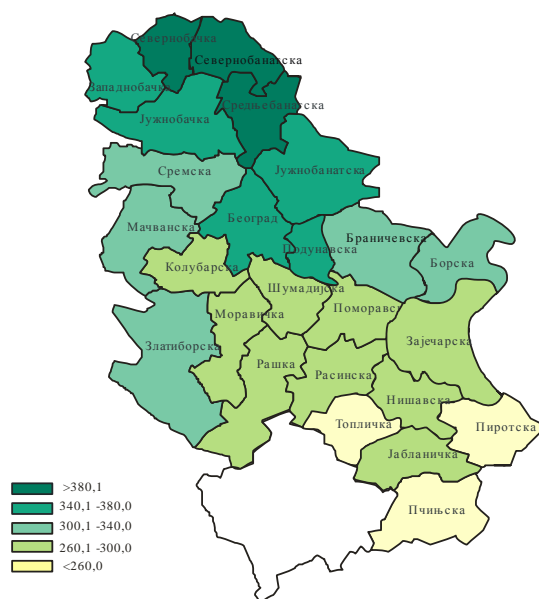 Севернобачка
Севернобанатска
Западнобачка
Средњебанатска
Јужнобачка
Сремска
Јужнобанатска
Београд
Мачванска
Браничевска
Подунавска
Борска
Колубарска
Шумадијска
Поморавс
Моравичка
Зајечарска
Златиборска
Рашка
Расинска
Нишавска
Топличка
Пиротска
Јабланичка
Пчињска
>380,1
340,1 -380,0
300,1 -340,0
260,1 -300,0
<260,0